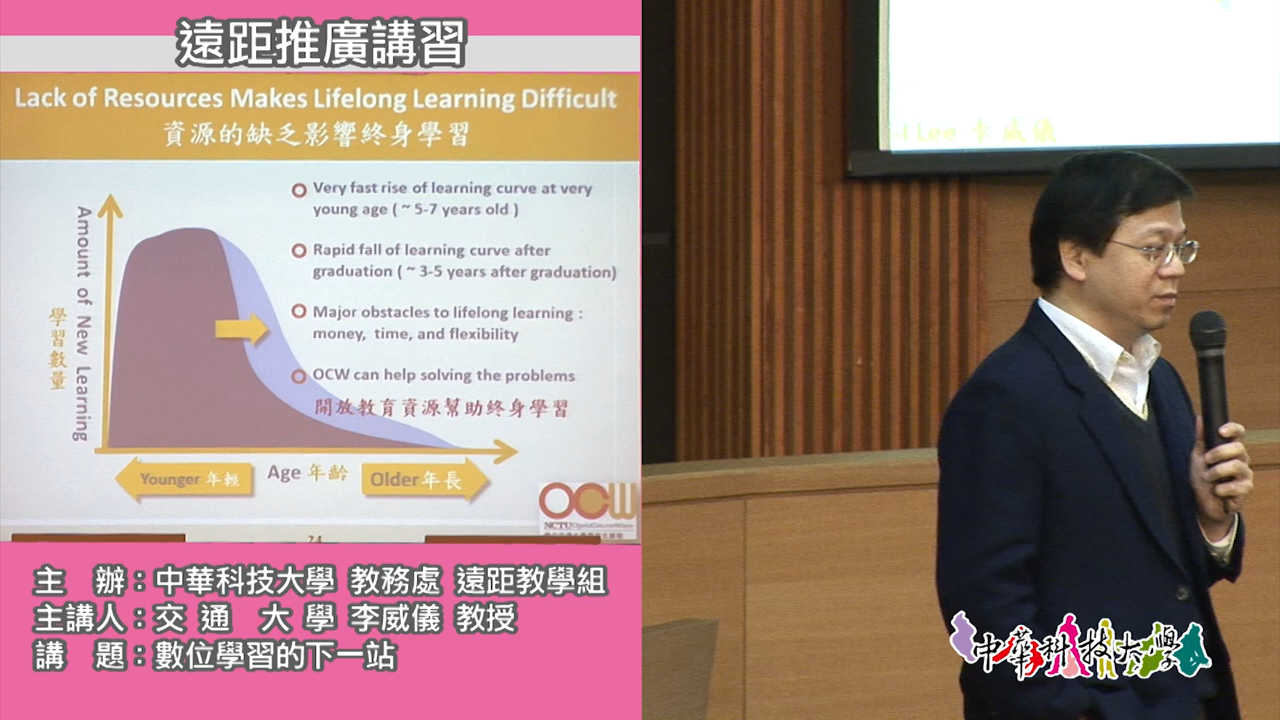 遠距推廣講習
Lack of Resources Makes Lifelong Learning Difficult
資源的缺乏影響終身學習
Very fast rise of learning curve at very
young age ( ~ 5-7 years old )
Rapid fall of learning curve after
graduation ( ~ 3-5 years after graduation)
Major obstacles to lifelong learning :
money, time, and flexibility
OCW can help solving the problems
開放教育資源幫助終身學習
Amount of New Learning
學習數量
Younger 年輕
Age 年齡
Older 年長
OCW
NCTU OpenCourseWare
24
主 辦：中華科技大學 教務處 遠距教學組
主講人：交 通 大 學 李威儀 教授
講 題：數位學習的下一站
Lee 李威儀
中華科技大學